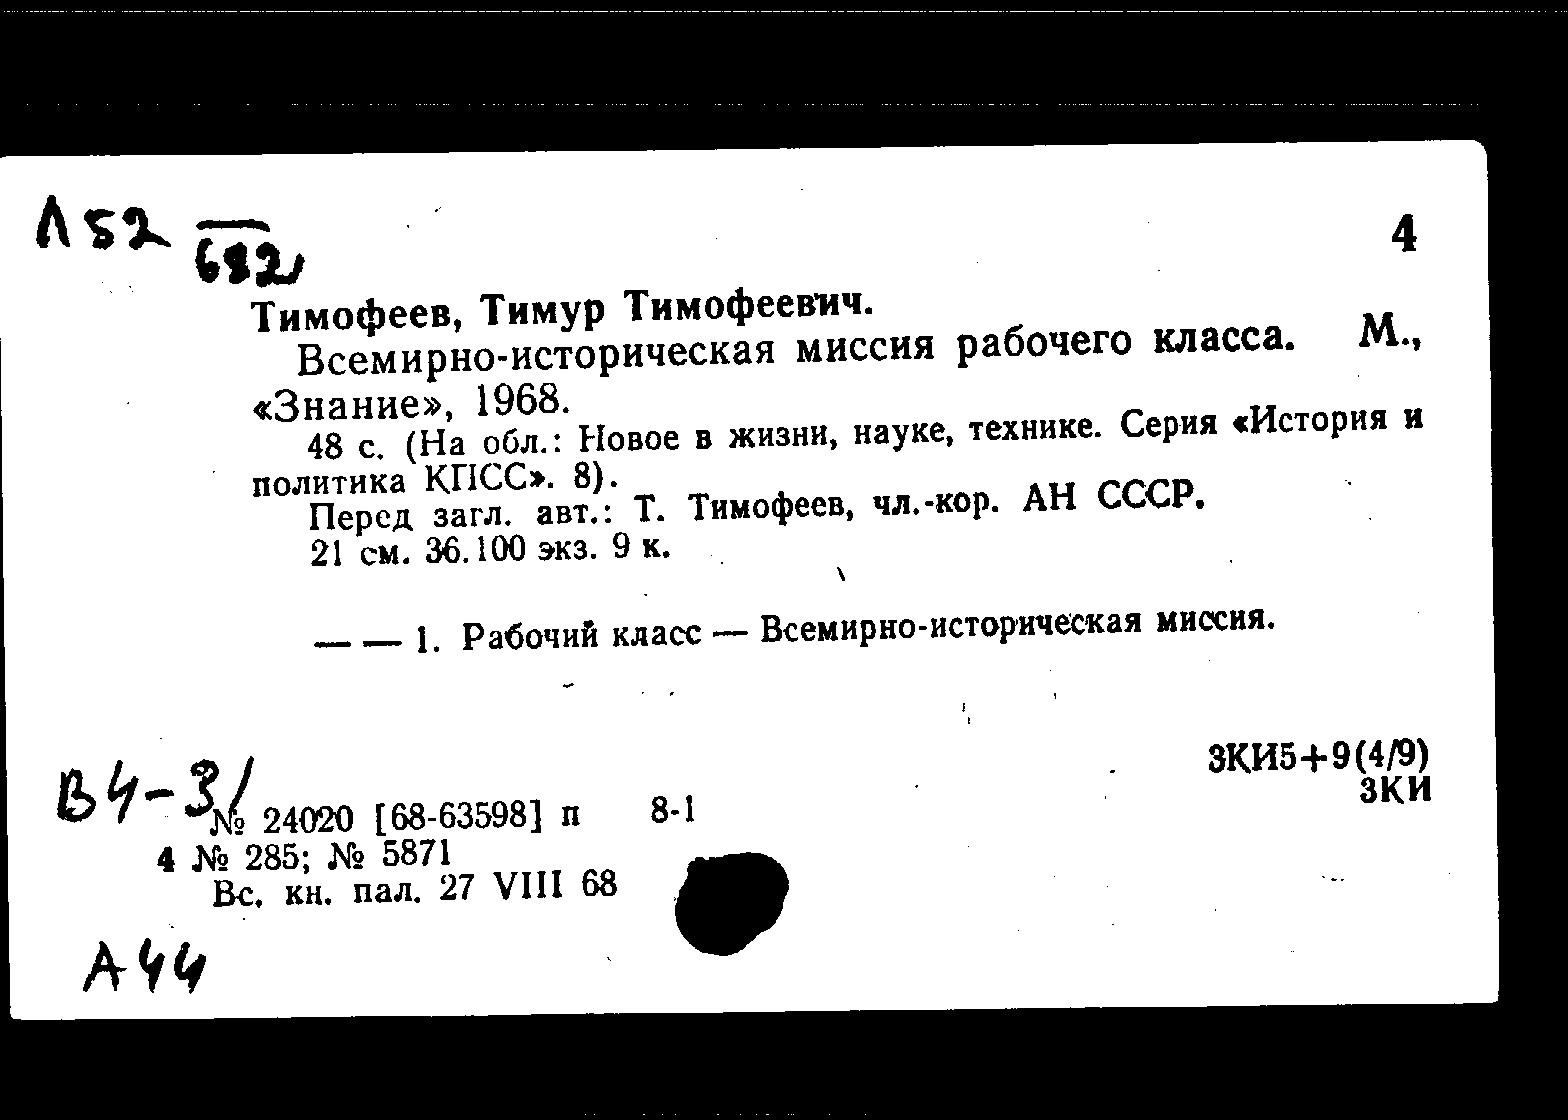 Л52 682
4
Тимофеев, Тимур Тимофеевич.
Всемирно-историческая миссия рабочего класса. М.,
«Знание», 1968.
48 с. (На обл.: Новое в жизни, науке, технике. Серия «История и
политика КПСС». 8).
Перед загл. авт.: Т. Тимофеев, чл.-кор. АН СССР.
21 см. 36.100 экз. 9 к.
— — 1. Рабочий класс — Всемирно-историческая миссия.
3КИ5+9(4/9)
3КИ
В4-3/
№ 24020 [68-63598] п 8-1
4 № 285; № 5871
Вс. кн. пал. 27 VIII 68
А44